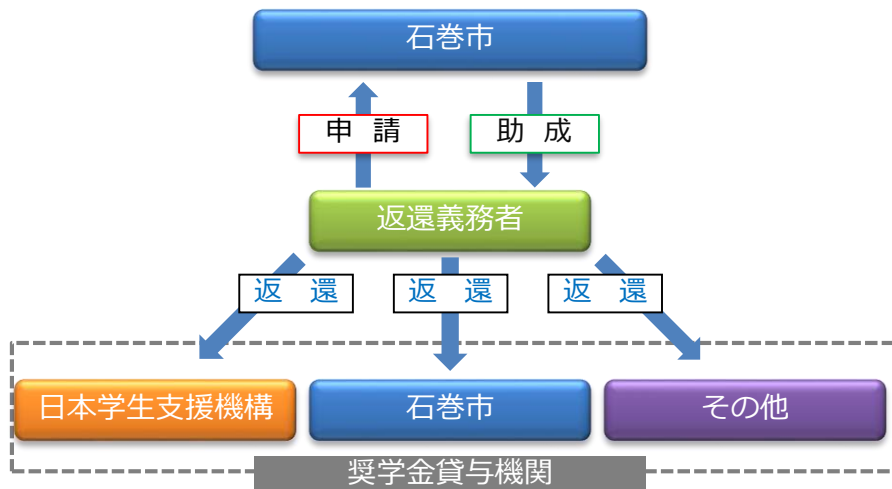 石巻市
申 請
助 成
返還義務者
返 還
返 還
返 還
日本学生支援機構
石巻市
その他
奨学金貸与機関